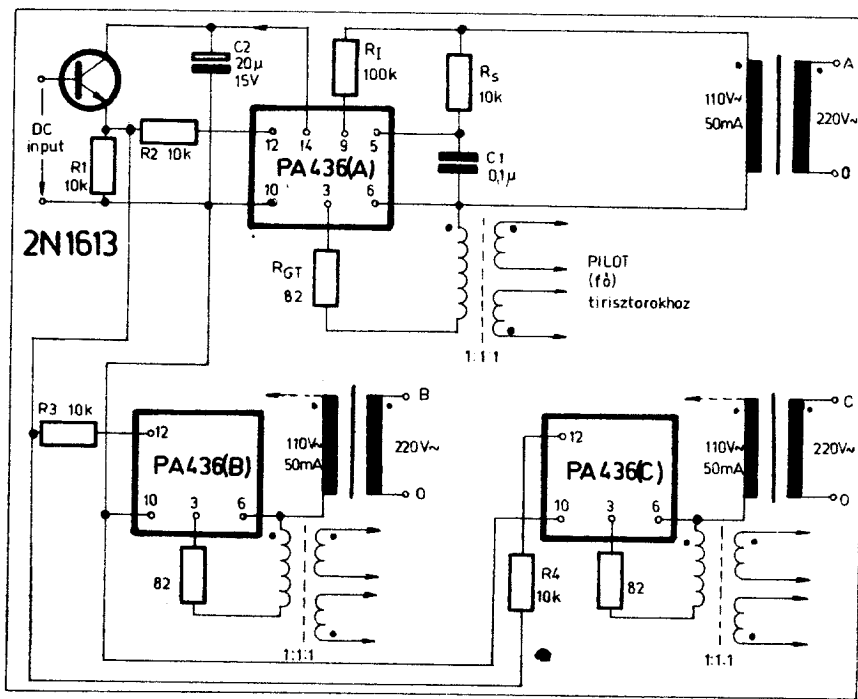 C2
20µ
15V
R_I
100k
R_S
10k
A
110V~
50mA
220V~
0
DC
input
R1
10k
R2 10k
12
14
9
5
PA436(A)
10
3
6
C1
0,1µ
2N1613
R_GT
82
PILOT
(fő)
tirisztorokhoz
1:1:1
R3 10k
12
PA436(B)
10
3
6
110V~
50mA
B
220V~
0
82
1:1:1
12
PA436(C)
10
3
6
110V~
50mA
C
220V~
0
R4
10k
82
1:1:1